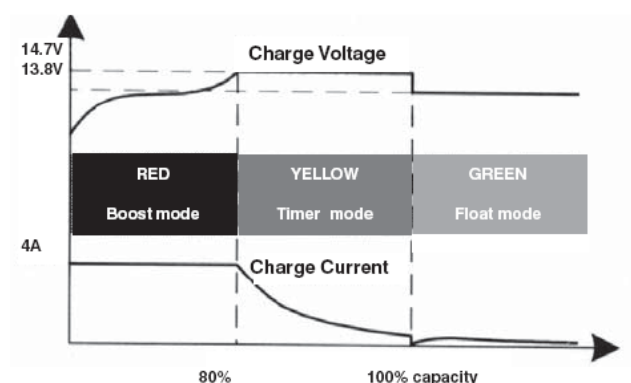 14.7V
Charge Voltage
13.8V
RED
YELLOW
GREEN
Boost mode
Timer mode
Float mode
4A
Charge Current
80%
100% capacity